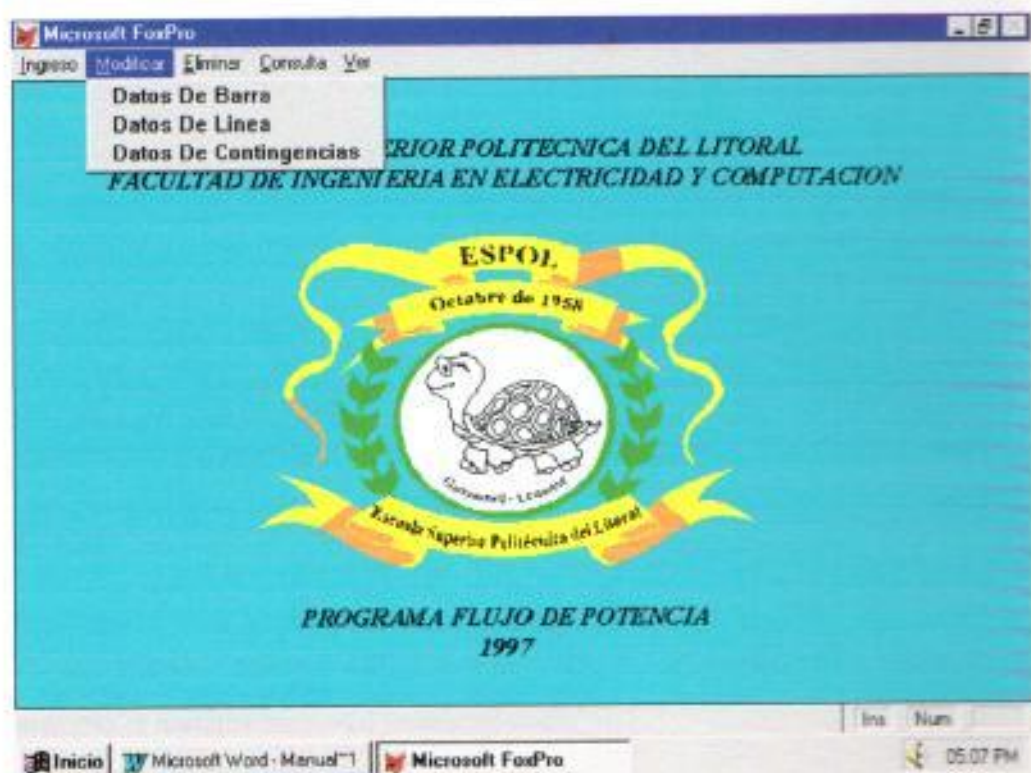 Microsoft FoxPro
Ingreso Modificar Eliminar Consulta Ver
Datos De Barra
Datos De Linea
Datos De Contingencias
ERIOR POLITECNICA DEL LITORAL
FACULTAD DE INGENIERIA EN ELECTRICIDAD Y COMPUTACION
ESPOL
Octubre de 1958
Guayaquil - Ecuador
Escuela Superior Politécnica del Litoral
PROGRAMA FLUJO DE POTENCIA
1997
Ins Num
Inicio Microsoft Word - Manual~1 Microsoft FoxPro 05:07 PM